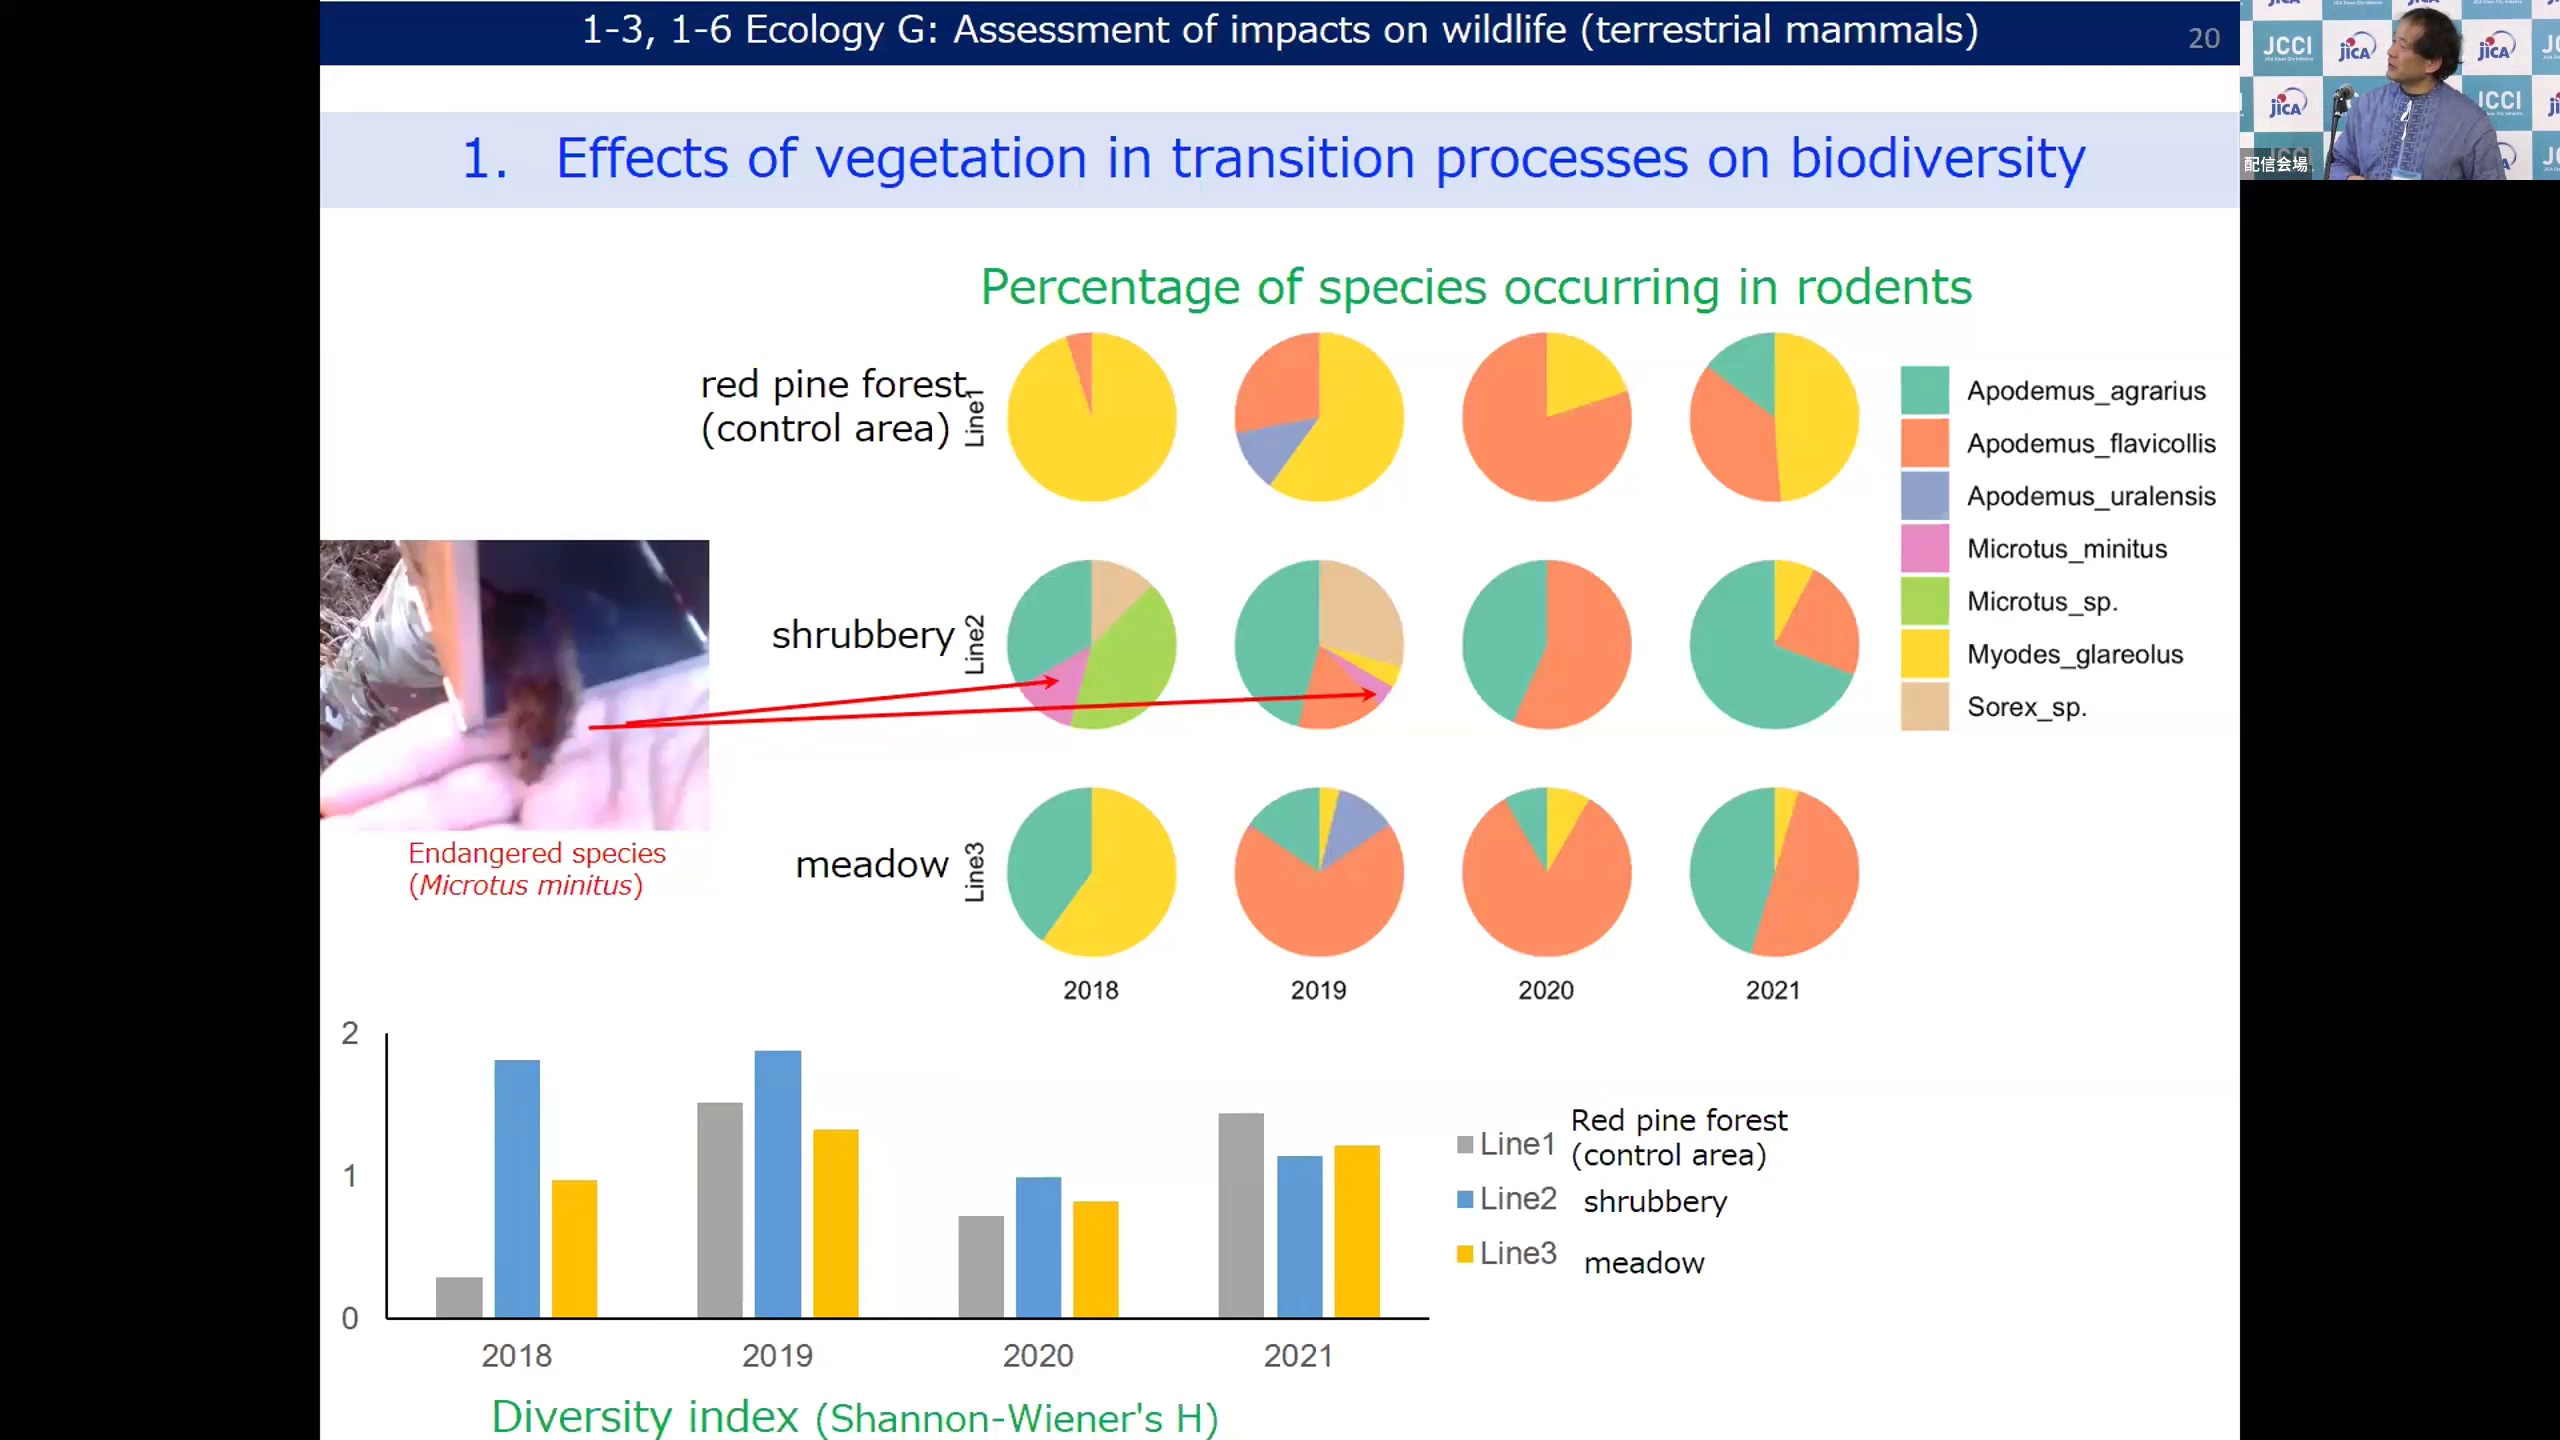 1-3, 1-6 Ecology G: Assessment of impacts on wildlife (terrestrial mammals)
20
JCCI
JICA
JICA
JICA
JCCI
配信会場
1. Effects of vegetation in transition processes on biodiversity
Percentage of species occurring in rodents
red pine forest
(control area)
Line1
shrubbery
Line2
meadow
Line3
2018
2019
2020
2021
Apodemus_agrarius
Apodemus_flavicollis
Apodemus_uralensis
Microtus_minitus
Microtus_sp.
Myodes_glareolus
Sorex_sp.
Endangered species
(Microtus minitus)
2
1
0
2018
2019
2020
2021
Line1
Red pine forest
(control area)
Line2
shrubbery
Line3
meadow
Diversity index (Shannon-Wiener's H)